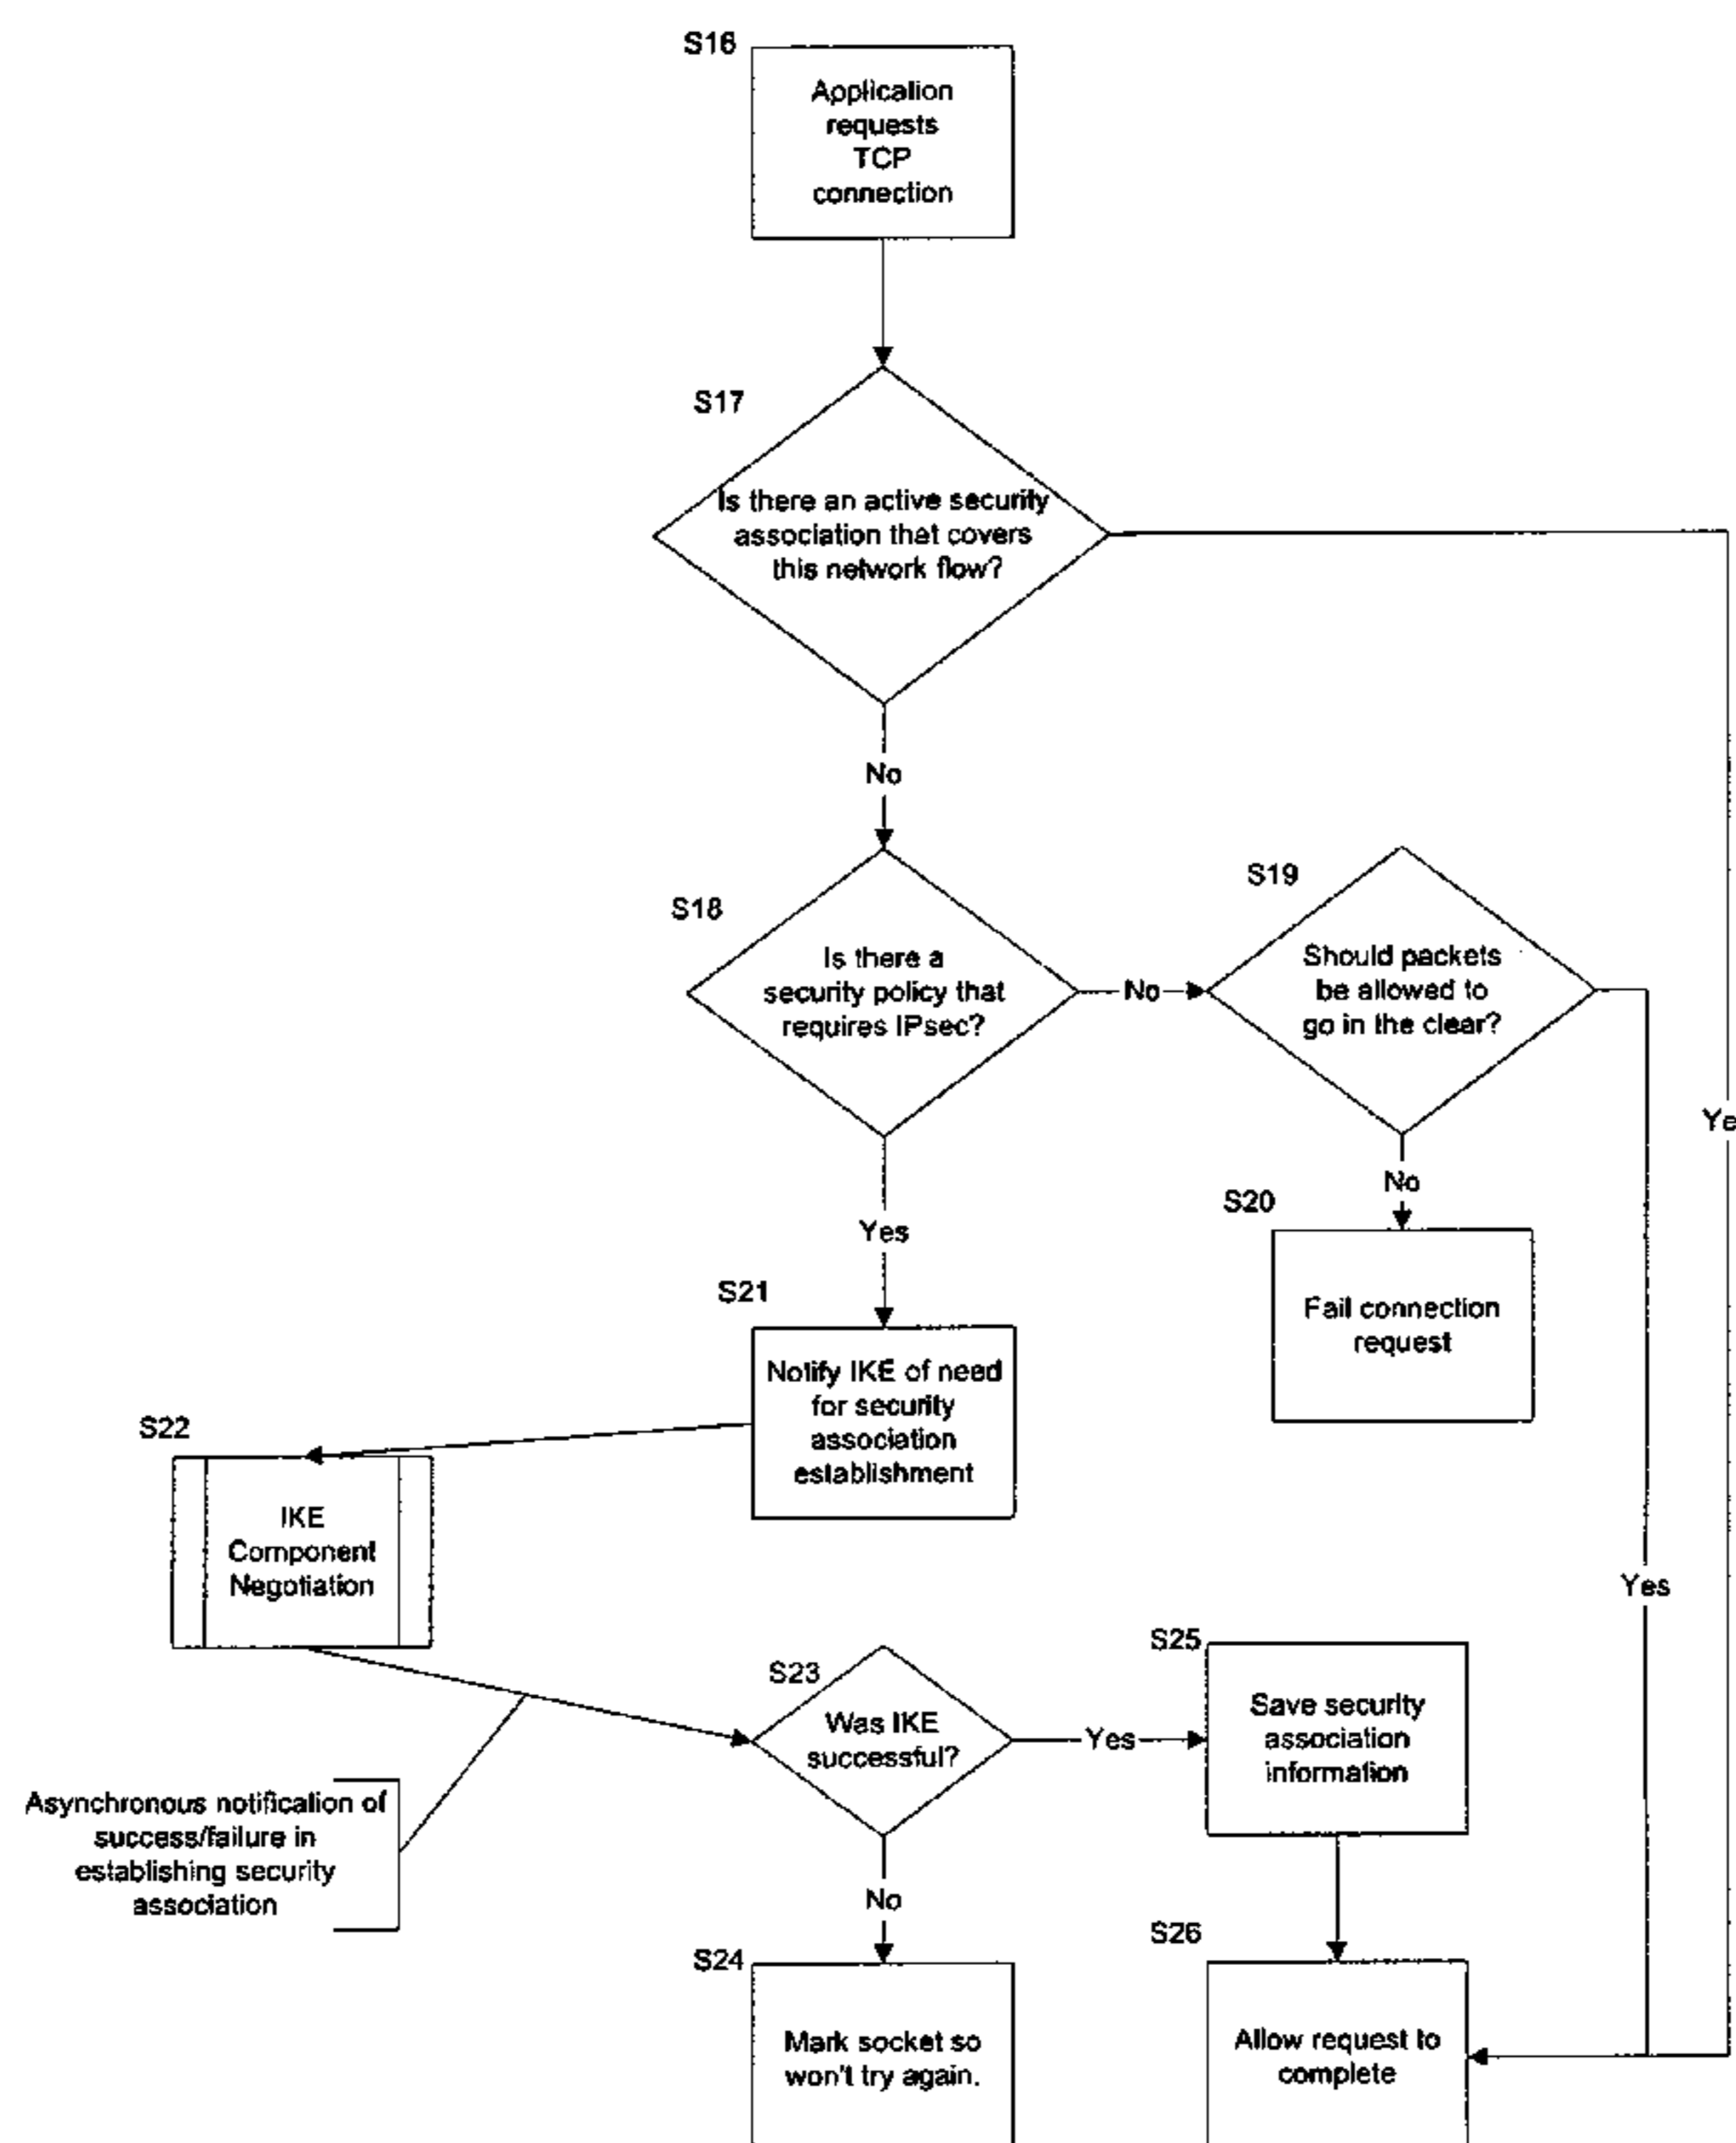 S16
Application
requests
TCP
connection
S17
Is there an active security
association that covers
this network flow?
No
S18
Is there a
security policy that
requires IPsec?
No
S19
Should packets
be allowed to
go in the clear?
Ye
No
Yes
S20
Fail connection
request
S21
Notify IKE of need
for security
association
establishment
S22
IKE
Component
Negotiation
Yes
S23
Was IKE
successful?
Yes
S25
Save security
association
information
Asynchronous notification of
success/failure in
establishing security
association
No
S24
Mark socket so
won't try again.
S26
Allow request to
complete